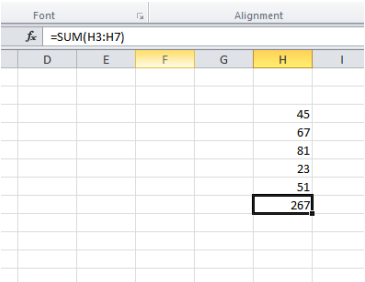 Font Alignment
fx =SUM(H3:H7)
D E F G H I
45
67
81
23
51
267